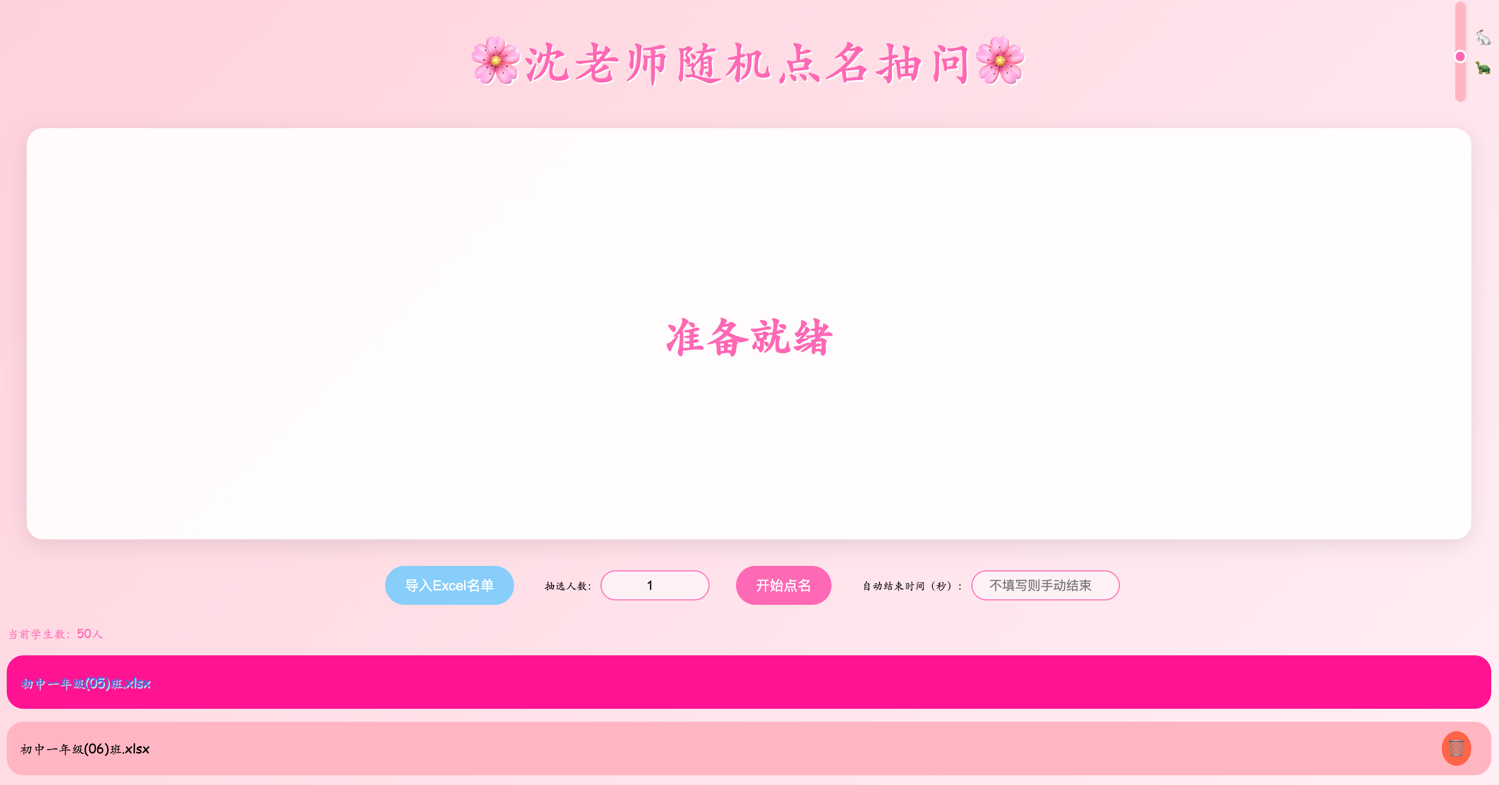 🌸沈老师随机点名抽问🌸
准备就绪
导入Excel名单 抽选人数: 1 开始点名 自动结束时间（秒）: 不填写则手动结束
当前学生数: 50人
初中一年级(05)班.xlsx
初中一年级(06)班.xlsx